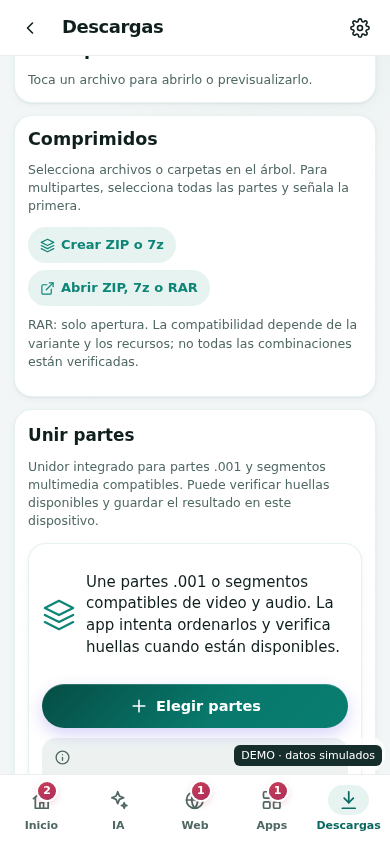 Descargas
Toca un archivo para abrirlo o previsualizarlo.
Comprimidos
Selecciona archivos o carpetas en el árbol. Para
multipartes, selecciona todas las partes y señala la
primera.
Crear ZIP o 7z
Abrir ZIP, 7z o RAR
RAR: solo apertura. La compatibilidad depende de la
variante y los recursos; no todas las combinaciones
están verificadas.
Unir partes
Unidor integrado para partes .001 y segmentos
multimedia compatibles. Puede verificar huellas
disponibles y guardar el resultado en este
dispositivo.
Une partes .001 o segmentos
compatibles de video y audio. La
app intenta ordenarlos y verifica
huellas cuando están disponibles.
Elegir partes
DEMO · datos simulados
2
1
1
Inicio
IA
Web
Apps
Descargas